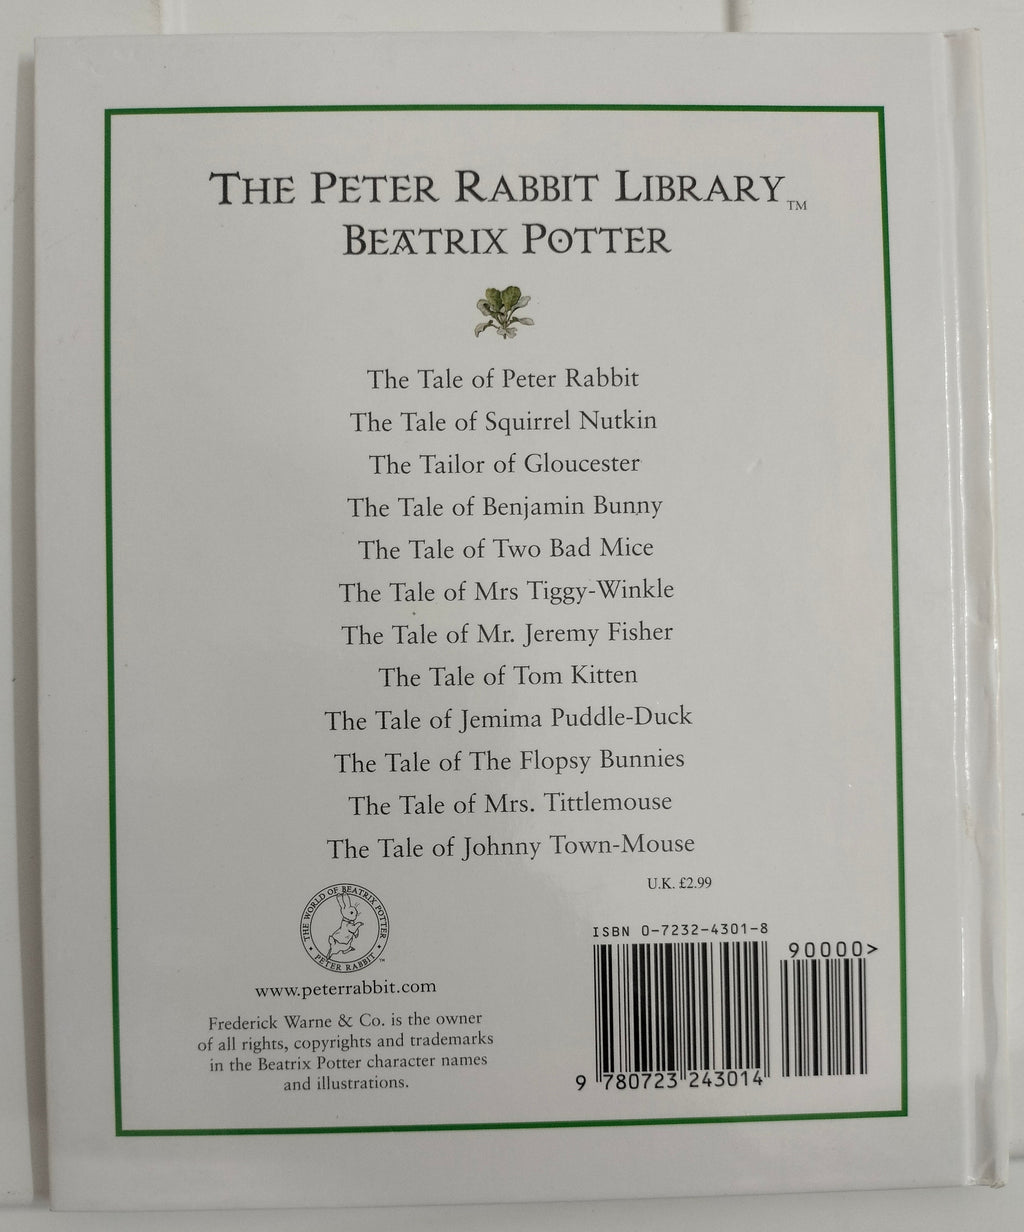 THE PETER RABBIT LIBRARY™
BEATRIX POTTER
The Tale of Peter Rabbit
The Tale of Squirrel Nutkin
The Tailor of Gloucester
The Tale of Benjamin Bunny
The Tale of Two Bad Mice
The Tale of Mrs Tiggy-Winkle
The Tale of Mr. Jeremy Fisher
The Tale of Tom Kitten
The Tale of Jemima Puddle-Duck
The Tale of The Flopsy Bunnies
The Tale of Mrs. Tittlemouse
The Tale of Johnny Town-Mouse
U.K. £2.99
THE WORLD OF BEATRIX POTTER
PETER RABBIT™
www.peterrabbit.com
Frederick Warne & Co. is the owner
of all rights, copyrights and trademarks
in the Beatrix Potter character names
and illustrations.
ISBN 0-7232-4301-8
90000>
9 780723 243014